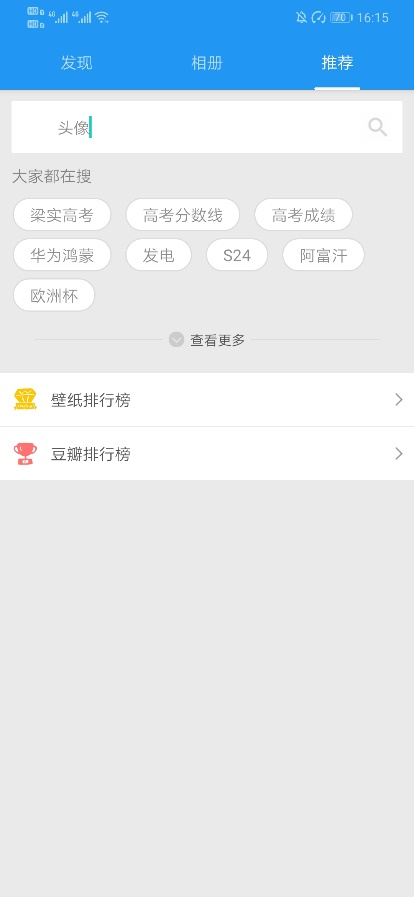 70 16:15
发现 相册 推荐
头像
大家都在搜
梁实高考 高考分数线 高考成绩
华为鸿蒙 发电 S24 阿富汗
欧洲杯
查看更多
壁纸排行榜
豆瓣排行榜